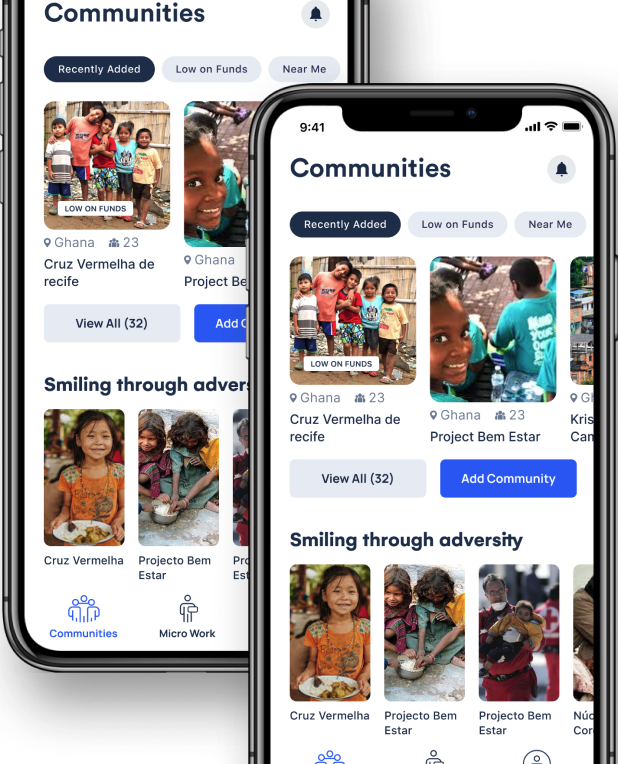 Communities
Recently Added
Low on Funds
Near Me
LOW ON FUNDS
Ghana
23
Cruz Vermelha de
recife
Ghana
Project Be
View All (32)
Add C
Smiling through advers
Cruz Vermelha
Projecto Bem
Estar
Pro
Est
Communities
Micro Work
9:41
Communities
Recently Added
Low on Funds
Near Me
LOW ON FUNDS
Ghana
23
Cruz Vermelha de
recife
Ghana
23
Project Bem Estar
Gh
Kris
Can
View All (32)
Add Community
Smiling through adversity
Cruz Vermelha
Projecto Bem
Estar
Projecto Bem
Estar
Núc
Cor